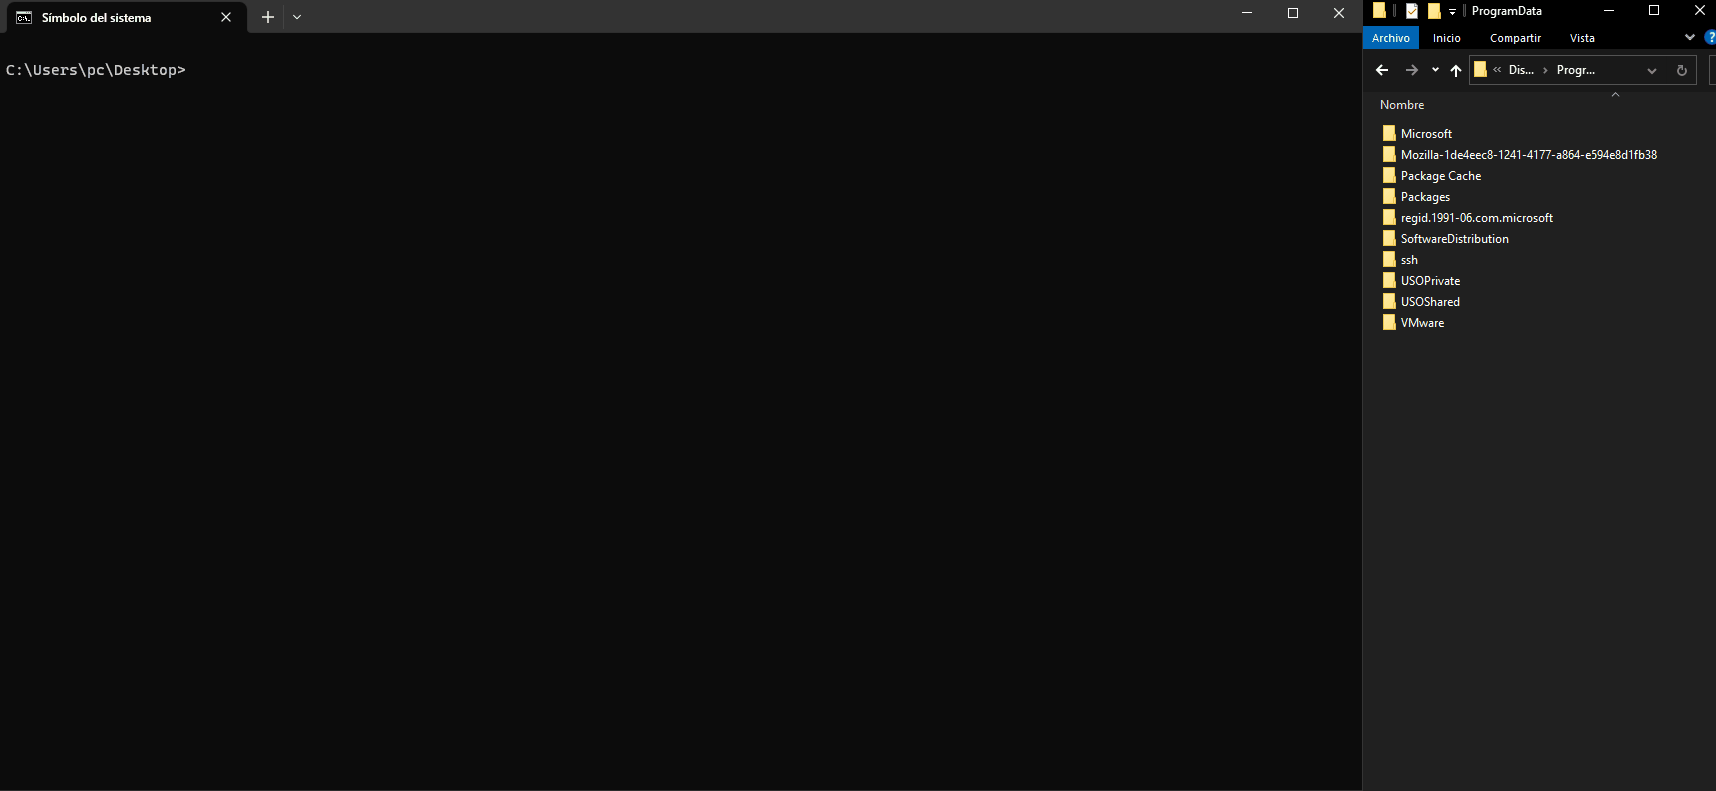 Símbolo del sistema
C:\Users\pc\Desktop>
ProgramData
Archivo Inicio Compartir Vista
« Dis... › Progr...
Nombre
Microsoft
Mozilla-1de4eec8-1241-4177-a864-e594e8d1fb38
Package Cache
Packages
regid.1991-06.com.microsoft
SoftwareDistribution
ssh
USOPrivate
USOShared
VMware